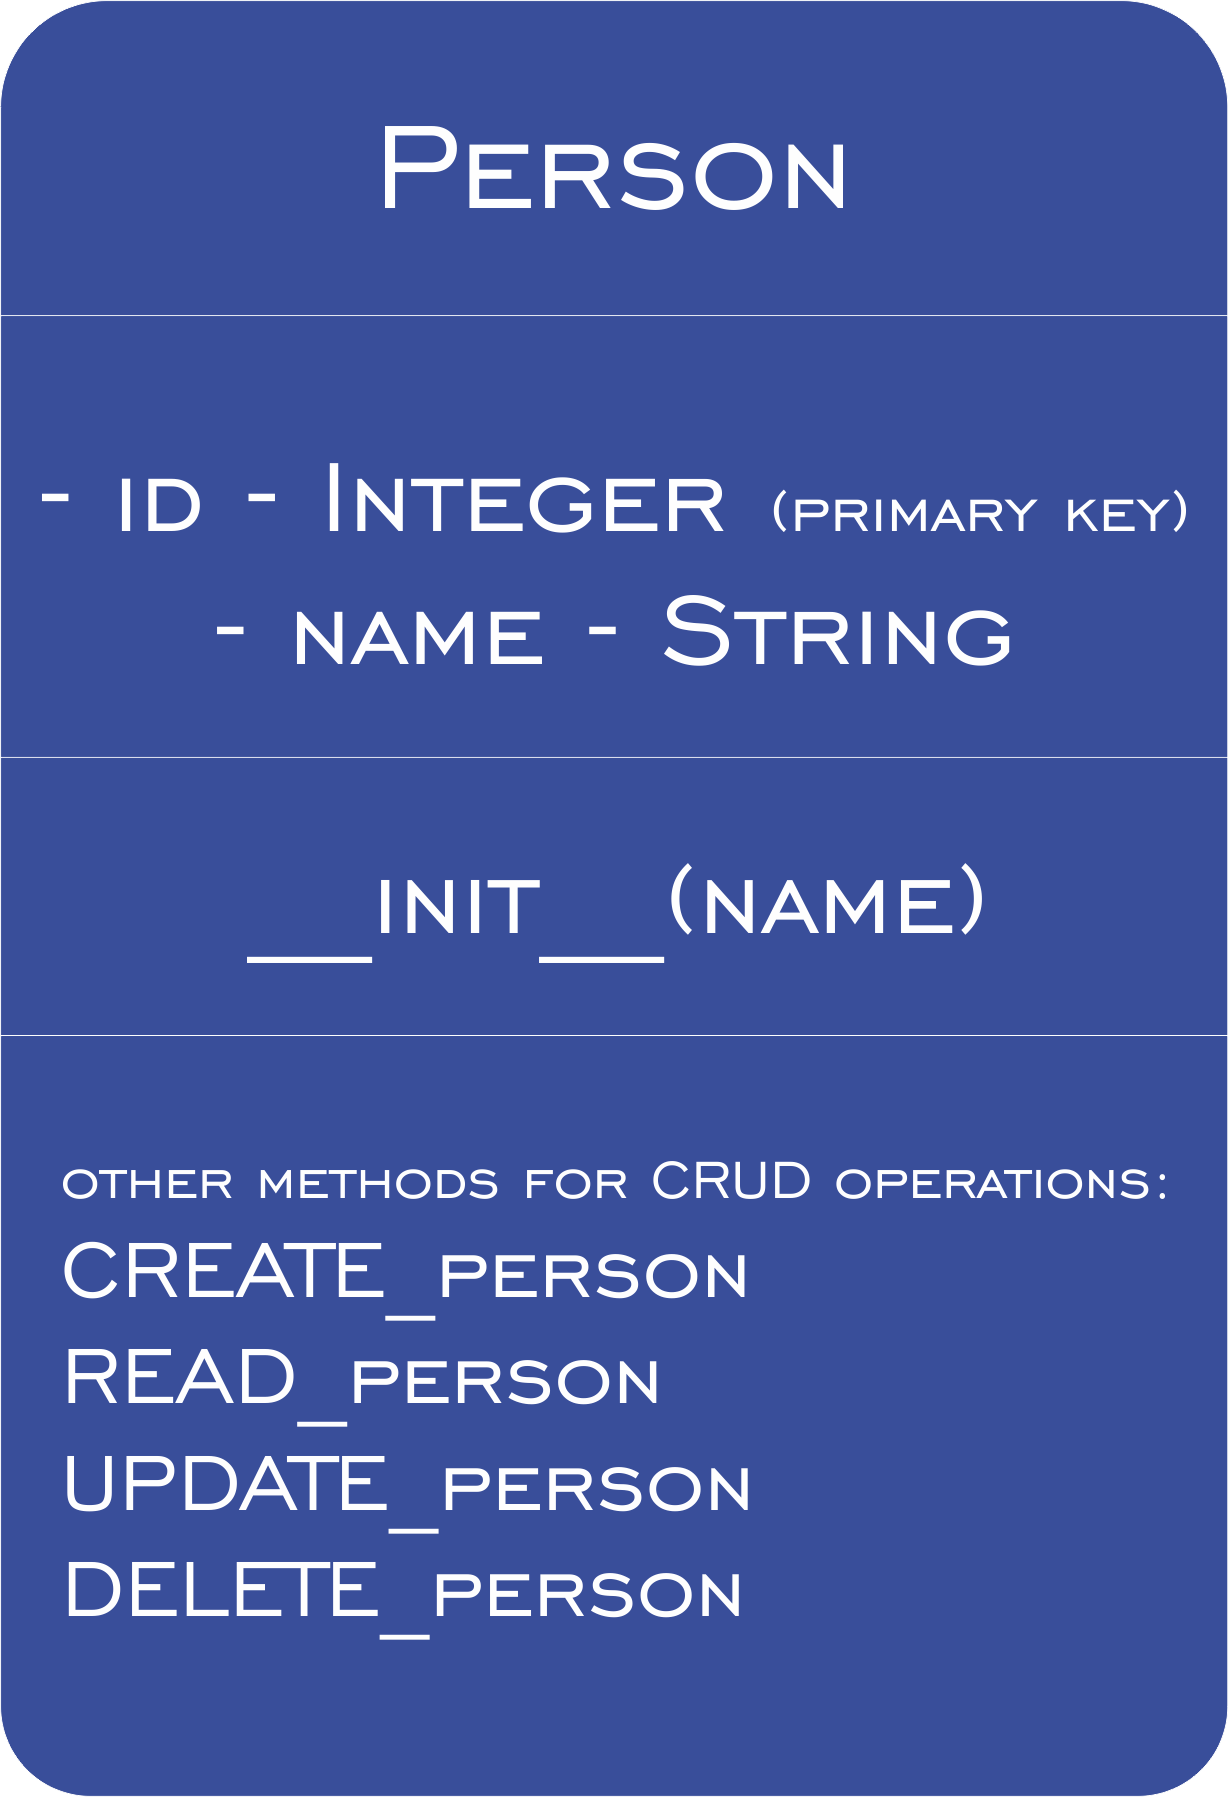 Person
- id - Integer (primary key)
- name - String
__init__(name)
other methods for CRUD operations:
CREATE_person
READ_person
UPDATE_person
DELETE_person